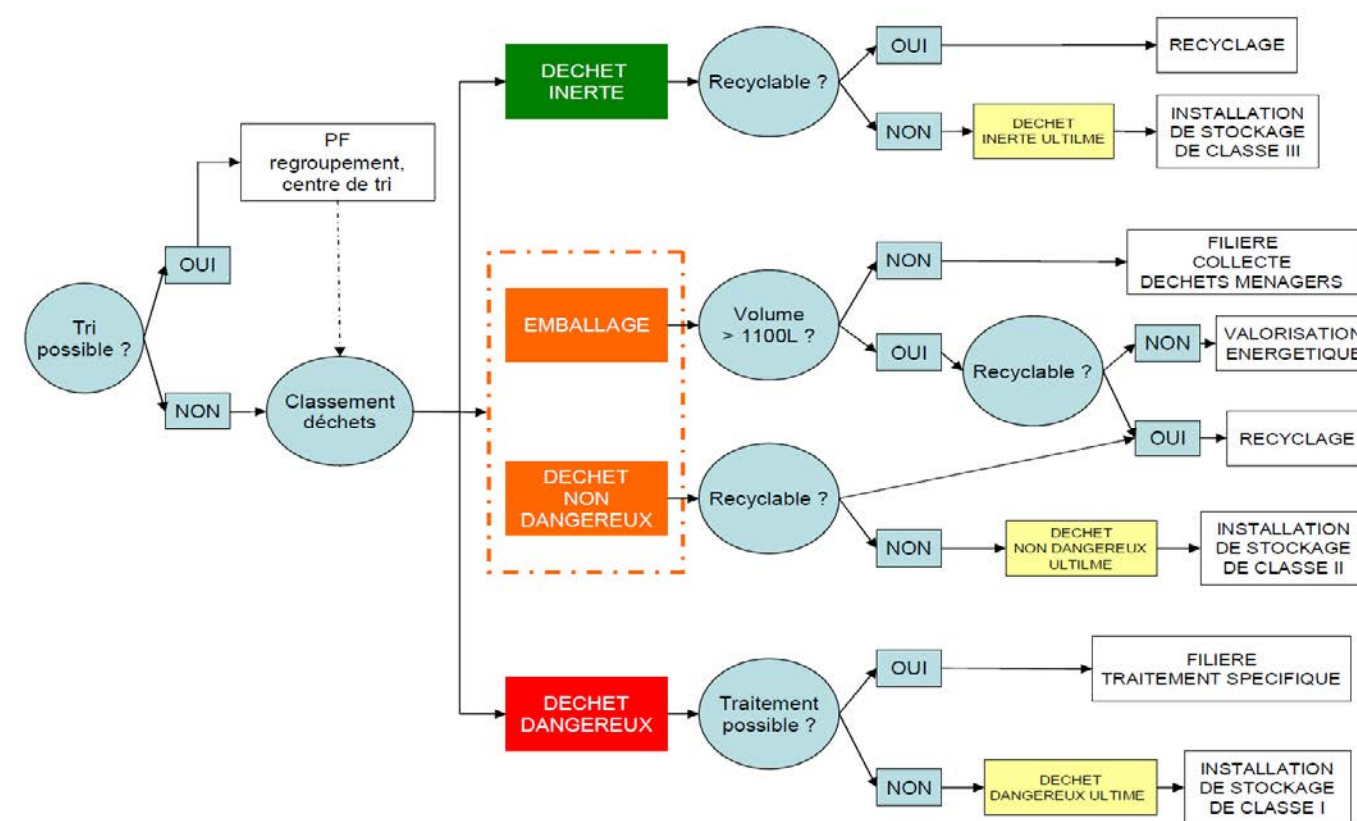 Tri
possible ?
OUI
NON
PF
regroupement,
centre de tri
Classement
déchets
DECHET
INERTE
Recyclable ?
OUI
RECYCLAGE
NON
DECHET
INERTE ULTILME
INSTALLATION
DE STOCKAGE
DE CLASSE III
EMBALLAGE
Volume
> 1100L ?
NON
FILIERE
COLLECTE
DECHETS MENAGERS
OUI
Recyclable ?
NON
VALORISATION
ENERGETIQUE
OUI
RECYCLAGE
DECHET
NON
DANGEREUX
Recyclable ?
NON
DECHET
NON DANGEREUX
ULTILME
INSTALLATION
DE STOCKAGE
DE CLASSE II
DECHET
DANGEREUX
Traitement
possible ?
OUI
FILIERE
TRAITEMENT SPECIFIQUE
NON
DECHET
DANGEREUX ULTIME
INSTALLATION
DE STOCKAGE
DE CLASSE I